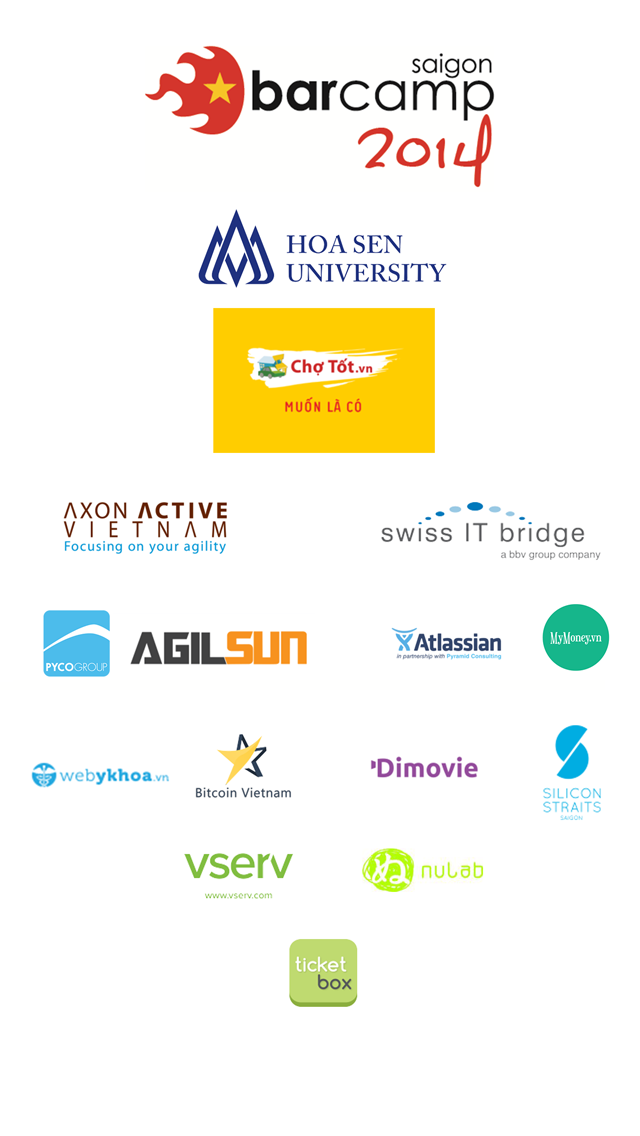 saigon
barcamp
2014
HOA SEN
UNIVERSITY
Chợ Tốt.vn
MUỐN LÀ CÓ
AXON ACTIVE
VIETNAM
Focusing on your agility
swiss IT bridge
a bbv group company
PYCOGROUP
AGILSUN
Atlassian
in partnership with Pyramid Consulting
MyMoney.vn
webykhoa.vn
Bitcoin Vietnam
Dimovie
SILICON
STRAITS
SAIGON
vserv
www.vserv.com
nulab
ticket
box